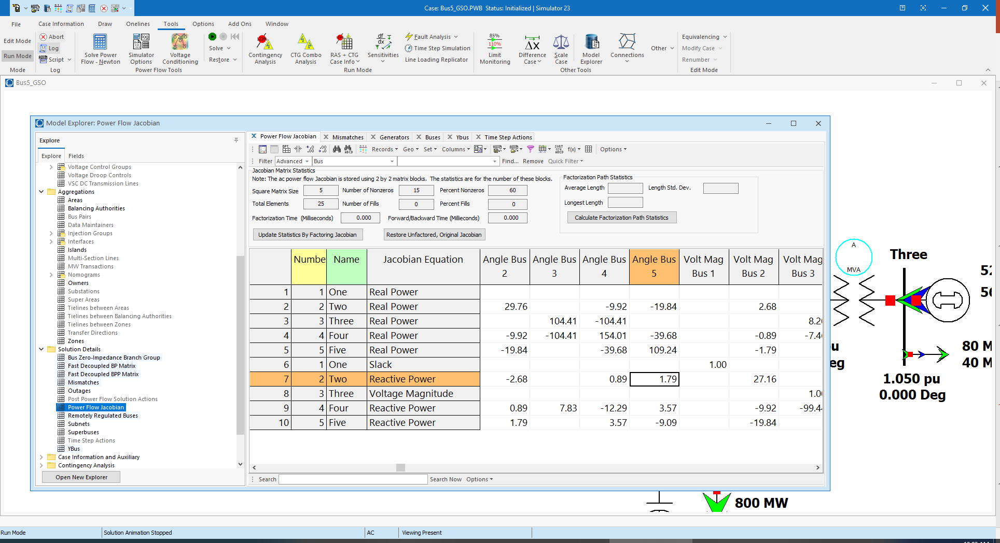 Case: Bus5_GSO.PWB Status: Initialized | Simulator 23
File Case Information Draw Onelines Tools Options Add Ons Window
Edit Mode
Run Mode
Mode
Abort
Log
Script
Log
Solve Power Flow - Newton
Simulator Options
Voltage Conditioning
Solve
Restore
Power Flow Tools
Contingency Analysis
CTG Combo Analysis
RAS + CTG Case Info
Sensitivities
Fault Analysis
Time Step Simulation
Line Loading Replicator
Run Mode
85%
110%
Limit Monitoring
ΔX
Difference Case
Scale Case
Model Explorer
Connections
Other
Other Tools
Equivalencing
Modify Case
Renumber
Edit Mode
Bus5_GSO
Model Explorer: Power Flow Jacobian
Explore
Explore Fields
Voltage Control Groups
Voltage Droop Controls
VSC DC Transmission Lines
Aggregations
Areas
Balancing Authorities
Bus Pairs
Data Maintainers
Injection Groups
Interfaces
Islands
Multi-Section Lines
MW Transactions
Nomograms
Owners
Substations
Super Areas
Tielines between Areas
Tielines between Balancing Authorities
Tielines between Zones
Transfer Directions
Zones
Solution Details
Bus Zero-Impedance Branch Group
Fast Decoupled BP Matrix
Fast Decoupled BPP Matrix
Mismatches
Outages
Post Power Flow Solution Actions
Power Flow Jacobian
Remotely Regulated Buses
Subnets
Superbuses
Time Step Actions
YBus
Case Information and Auxiliary
Contingency Analysis
Open New Explorer
Power Flow Jacobian Mismatches Generators Buses Ybus Time Step Actions
Records Geo Set Columns Options
Filter Advanced Bus Find... Remove Quick Filter
Jacobian Matrix Statistics
Note: The ac power flow Jacobian is stored using 2 by 2 matrix blocks. The statistics are for the number of these blocks.
Square Matrix Size 5 Number of Nonzeros 15 Percent Nonzeros 60
Total Elements 25 Number of Fills 0 Percent Fills 0
Factorization Time (Milliseconds) 0.000 Forward/Backward Time (Millieconds) 0.000
Update Statistics By Factoring Jacobian Restore Unfactored, Original Jacobian
Factorization Path Statistics
Average Length Length Std. Dev.
Longest Length
Calculate Factorization Path Statistics
Numbe Name Jacobian Equation Angle Bus 2 Angle Bus 3 Angle Bus 4 Angle Bus 5 Volt Mag Bus 1 Volt Mag Bus 2 Volt Mag Bus 3
1 1 One Real Power
2 2 Two Real Power 29.76 -9.92 -19.84 2.68
3 3 Three Real Power 104.41 -104.41 8.20
4 4 Four Real Power -9.92 -104.41 154.01 -39.68 -0.89 -7.4
5 5 Five Real Power -19.84 -39.68 109.24 -1.79
6 1 One Slack 1.00
7 2 Two Reactive Power -2.68 0.89 1.79 27.16
8 3 Three Voltage Magnitude 1.00
9 4 Four Reactive Power 0.89 7.83 -12.29 3.57 -9.92 -99.4
10 5 Five Reactive Power 1.79 3.57 -9.09 -19.84
Search Search Now Options
A
MVA
Three
52
56
80 M
40 M
1.050 pu
0.000 Deg
u
eg
800 MW
Run Mode Solution Animation Stopped AC Viewing Present